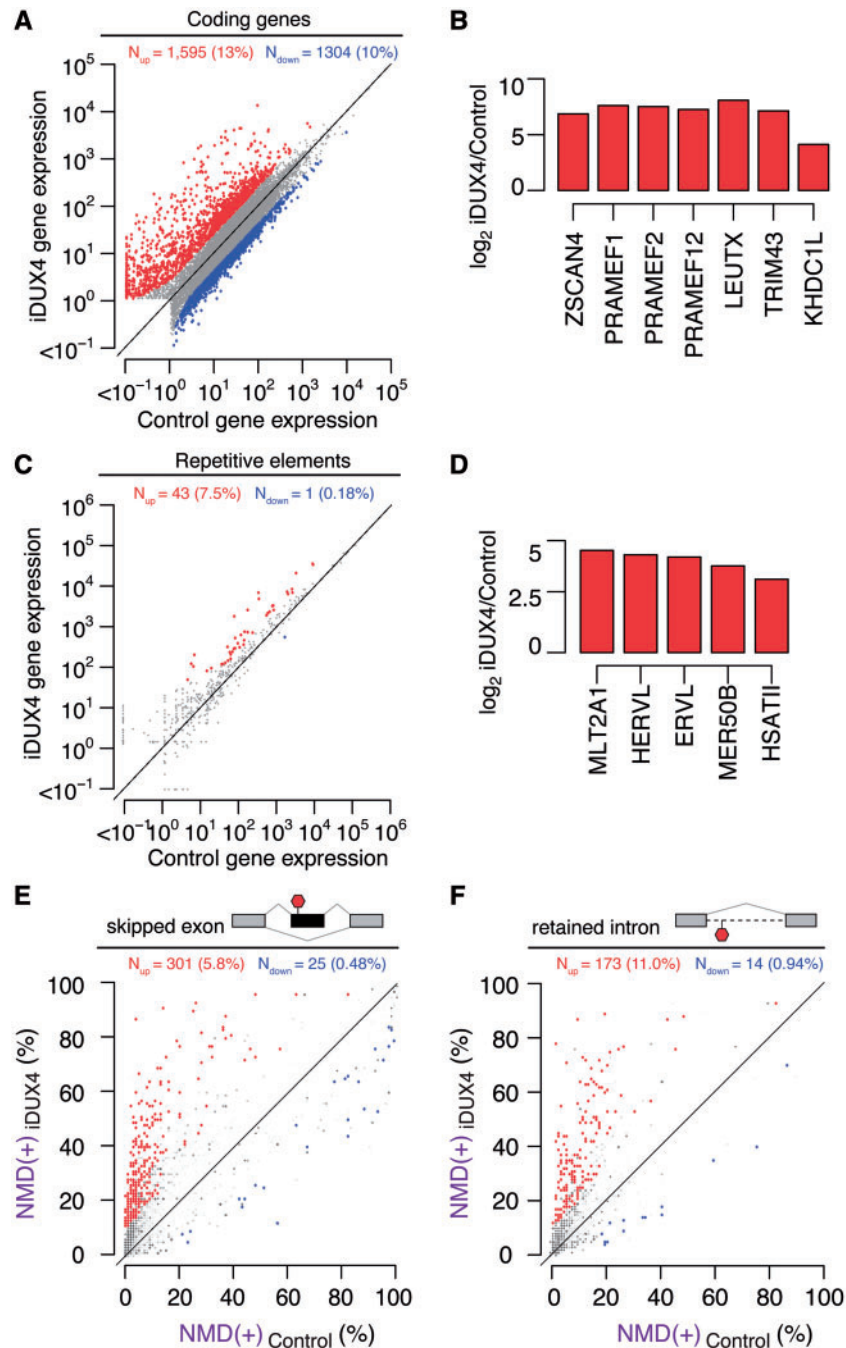 A
Coding genes
N_up = 1,595 (13%) N_down = 1304 (10%)
iDUX4 gene expression
10^5
10^4
10^3
10^2
10^1
10^0
<10^-1
<10^-1 10^0 10^1 10^2 10^3 10^4 10^5
Control gene expression
B
log_2 iDUX4/Control
10
5
0
ZSCAN4
PRAMEF1
PRAMEF2
PRAMEF12
LEUTX
TRIM43
KHDC1L
C
Repetitive elements
N_up = 43 (7.5%) N_down = 1 (0.18%)
iDUX4 gene expression
10^6
10^5
10^4
10^3
10^2
10^1
10^0
<10^-1
<10^-1 10^0 10^1 10^2 10^3 10^4 10^5 10^6
Control gene expression
D
log_2 iDUX4/Control
5
2.5
0
MLT2A1
HERVL
ERVL
MER50B
HSATII
E
skipped exon
N_up = 301 (5.8%) N_down = 25 (0.48%)
NMD(+) iDUX4 (%)
100
80
60
40
20
0
0 20 40 60 80 100
NMD(+) Control (%)
F
retained intron
N_up = 173 (11.0%) N_down = 14 (0.94%)
NMD(+) iDUX4 (%)
100
80
60
40
20
0
0 20 40 60 80 100
NMD(+) Control (%)